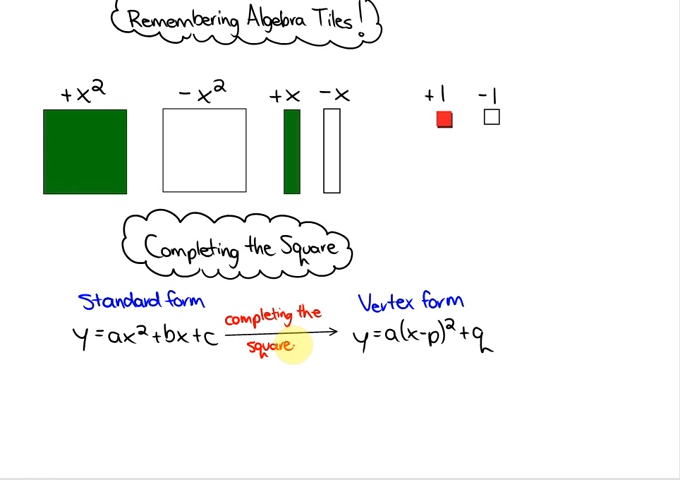 Remembering Algebra Tiles!
+x² -x² +x -x +1 -1
Completing the Square
Standard form
completing the
Vertex form
y=ax²+bx+c
square
y=a(x-p)²+q